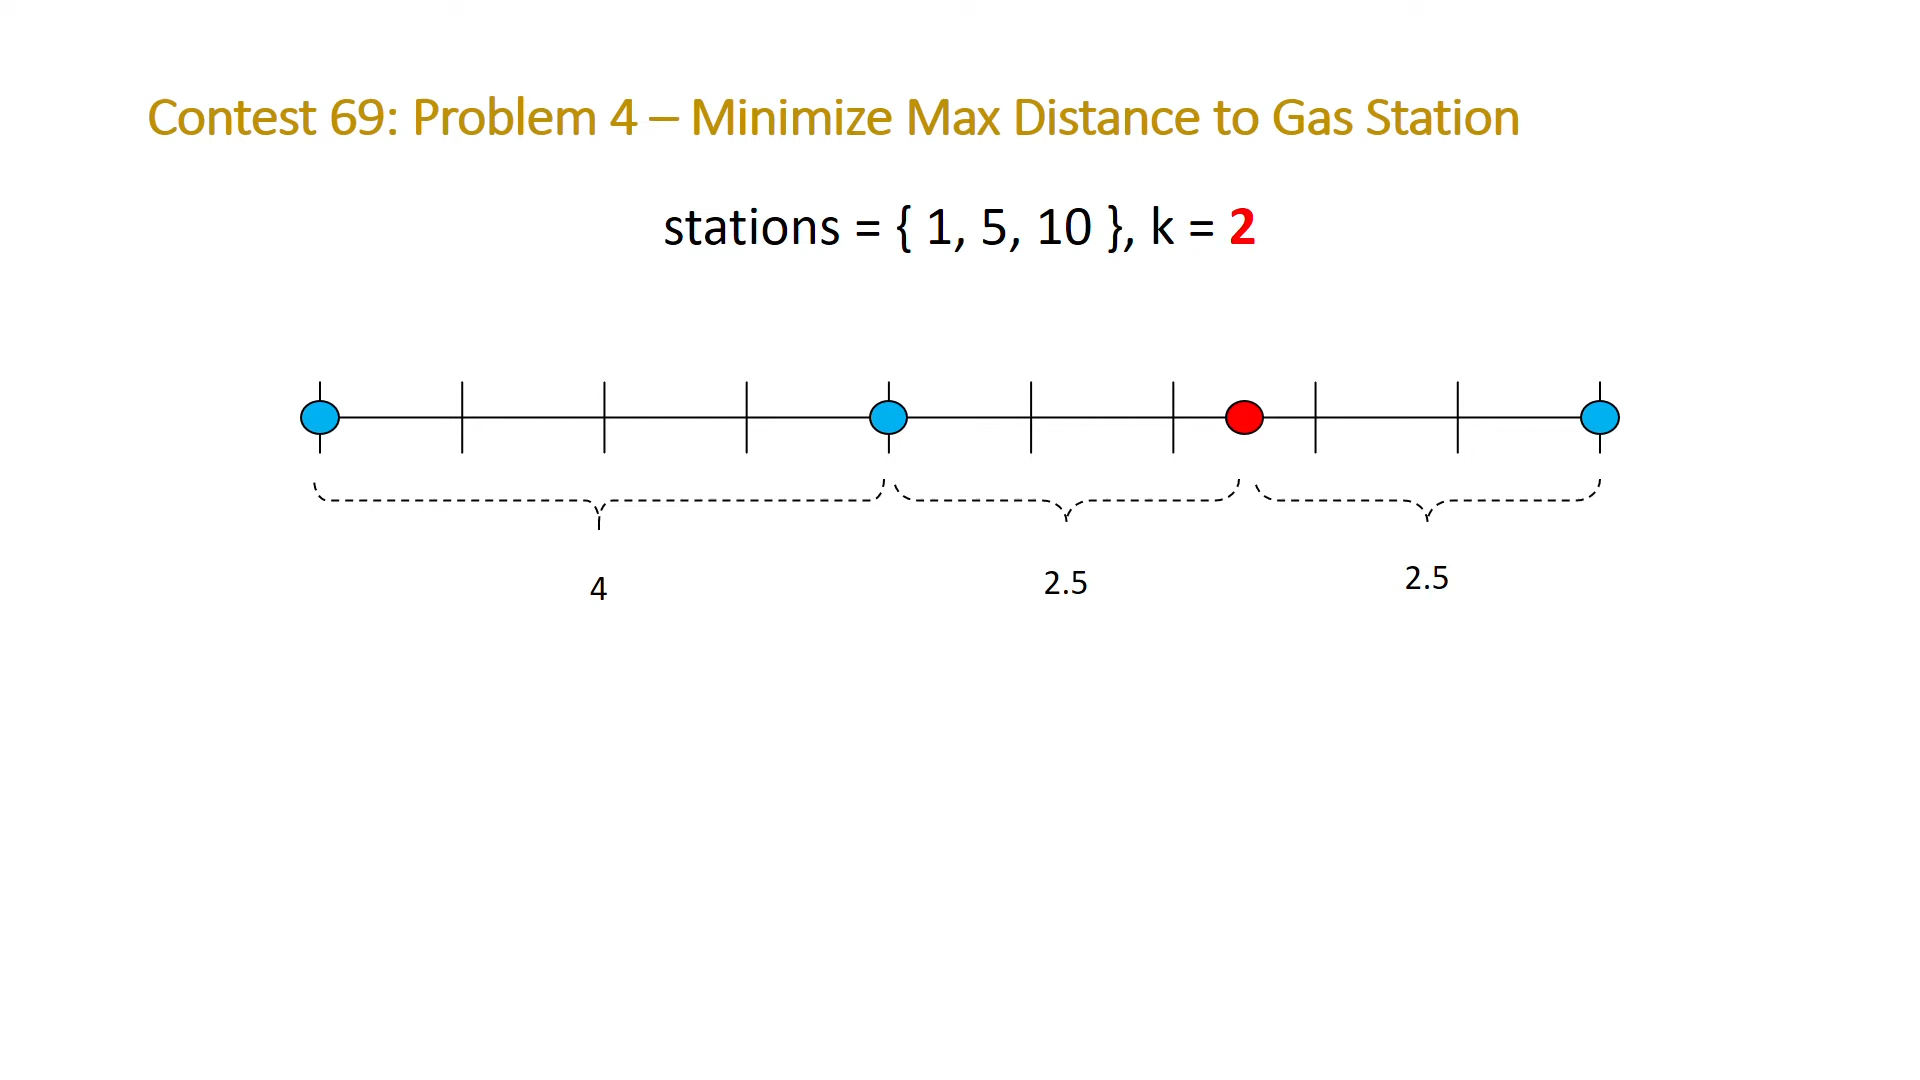 Contest 69: Problem 4 – Minimize Max Distance to Gas Station
stations = { 1, 5, 10 }, k = 2
4
2.5
2.5